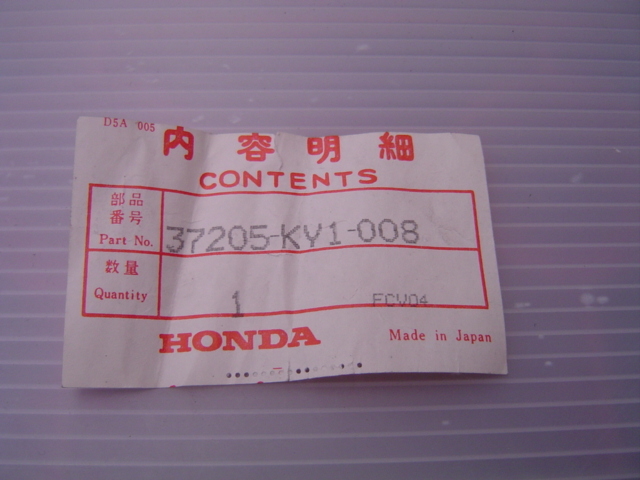 D5A 005
内容明細
CONTENTS
部品
番号
Part No.
37205-KY1-008
数量
Quantity
1
FCV04
HONDA
Made in Japan